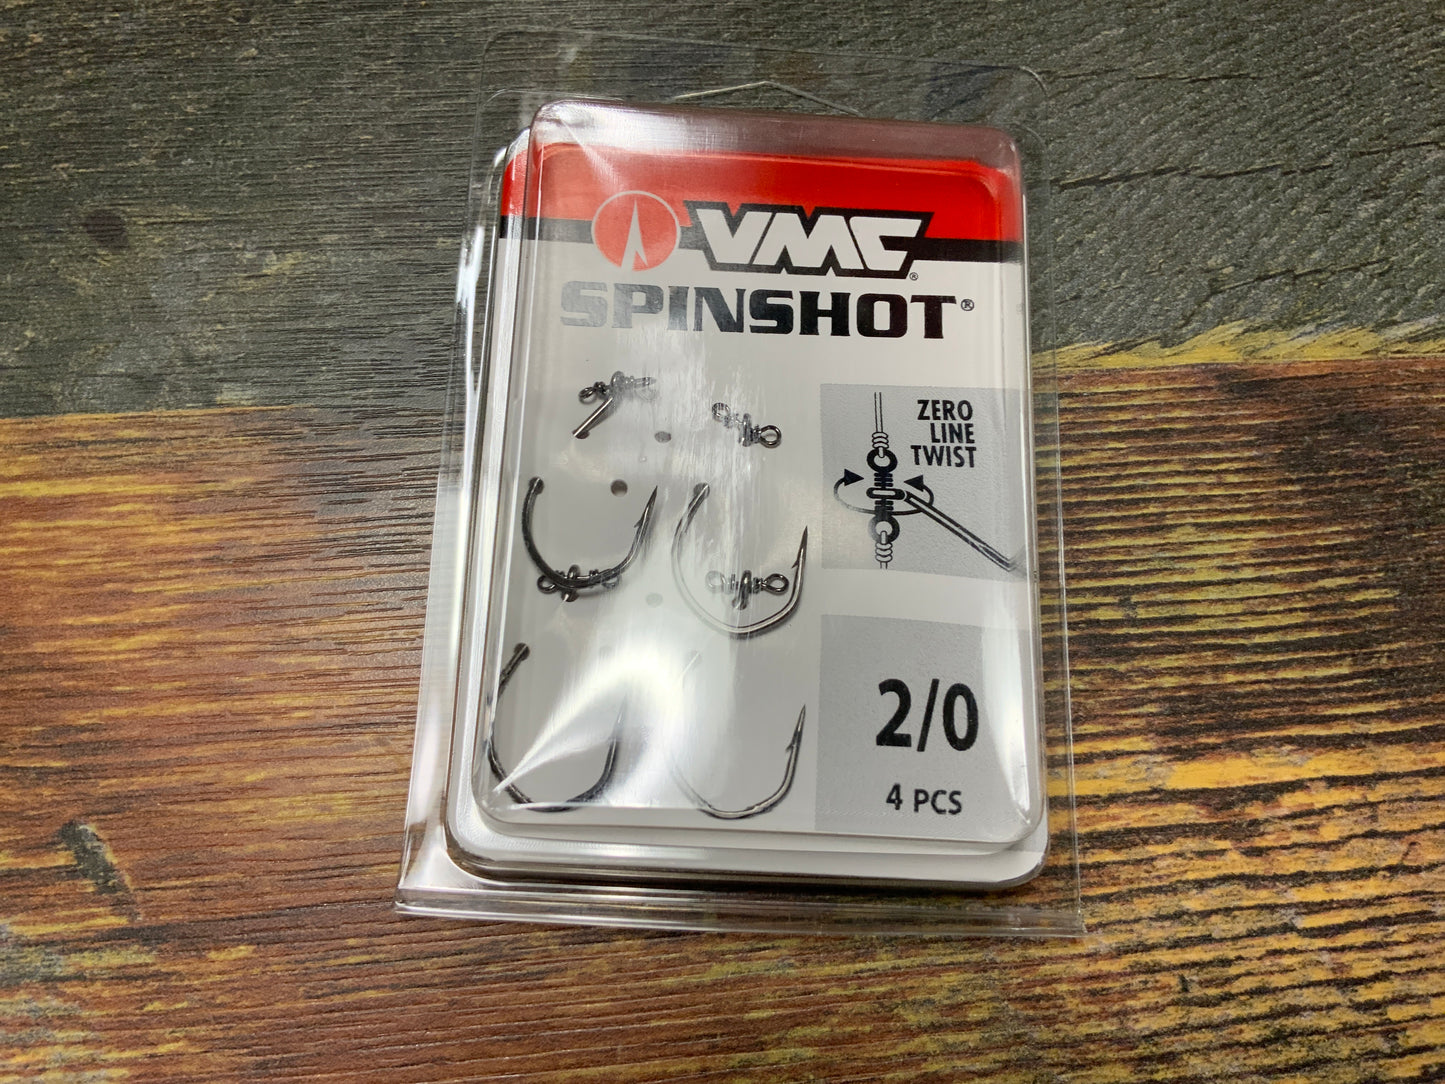 VMC®
SPINSHOT®
ZERO
LINE
TWIST
2/0
4 PCS